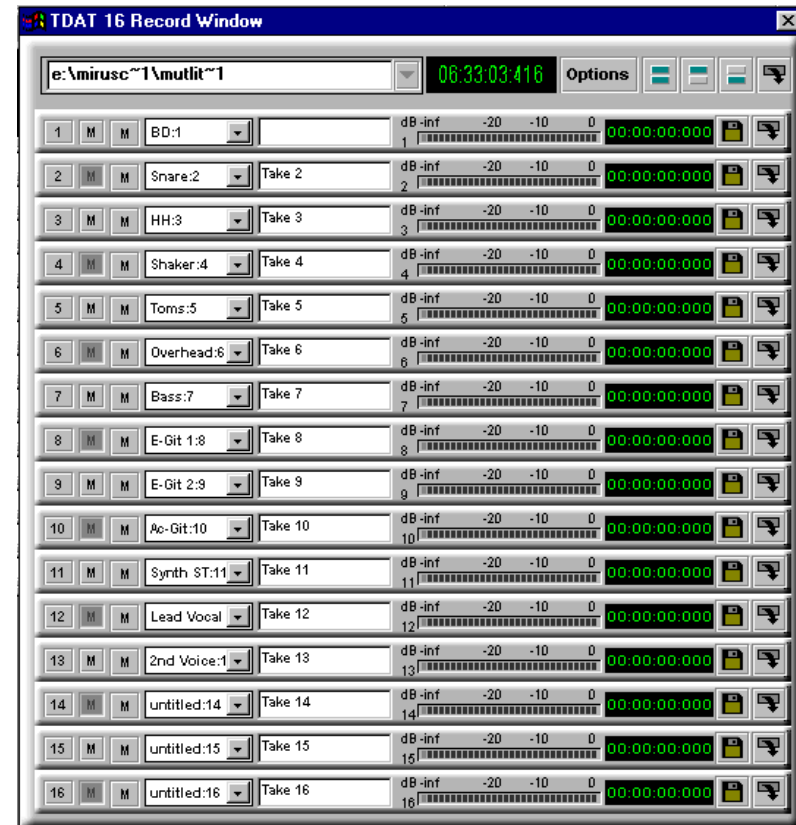 TDAT 16 Record Window
e:\mirusc~1\mutlit~1 06:33:03:416 Options
1 M M BD:1 dB -inf -20 -10 0 00:00:00:000
1
2 M M Snare:2 Take 2 dB -inf -20 -10 0 00:00:00:000
2
3 M M HH:3 Take 3 dB -inf -20 -10 0 00:00:00:000
3
4 M M Shaker:4 Take 4 dB -inf -20 -10 0 00:00:00:000
4
5 M M Toms:5 Take 5 dB -inf -20 -10 0 00:00:00:000
5
6 M M Overhead:6 Take 6 dB -inf -20 -10 0 00:00:00:000
6
7 M M Bass:7 Take 7 dB -inf -20 -10 0 00:00:00:000
7
8 M M E-Git 1:8 Take 8 dB -inf -20 -10 0 00:00:00:000
8
9 M M E-Git 2:9 Take 9 dB -inf -20 -10 0 00:00:00:000
9
10 M M Ac-Git:10 Take 10 dB -inf -20 -10 0 00:00:00:000
10
11 M M Synth ST:11 Take 11 dB -inf -20 -10 0 00:00:00:000
11
12 M M Lead Vocal Take 12 dB -inf -20 -10 0 00:00:00:000
12
13 M M 2nd Voice:1 Take 13 dB -inf -20 -10 0 00:00:00:000
13
14 M M untitled:14 Take 14 dB -inf -20 -10 0 00:00:00:000
14
15 M M untitled:15 Take 15 dB -inf -20 -10 0 00:00:00:000
15
16 M M untitled:16 Take 16 dB -inf -20 -10 0 00:00:00:000
16